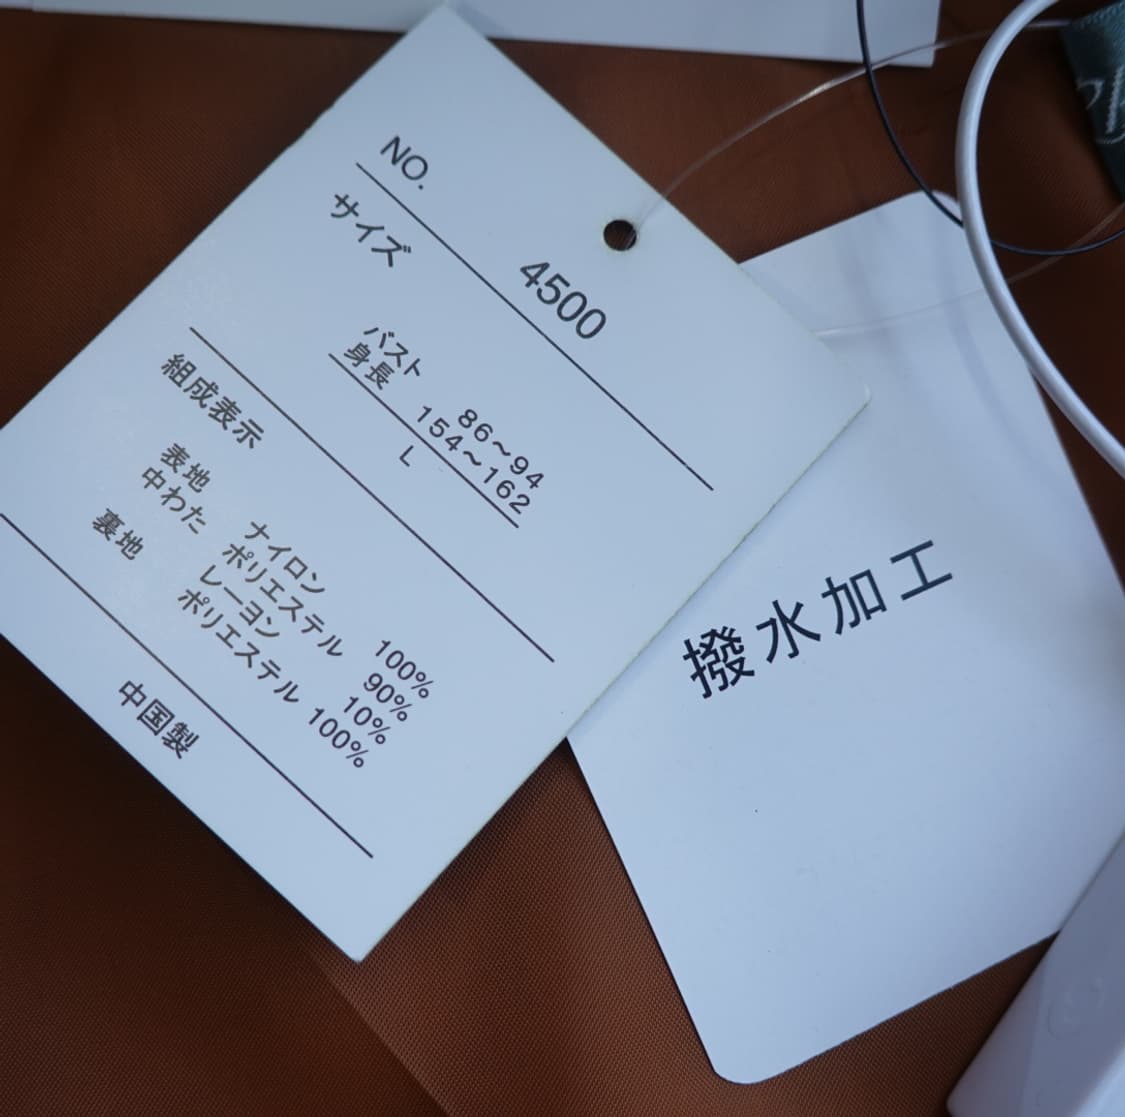 NO. 4500
サイズ
バスト 86〜94
身長 154〜162
L
組成表示
表地 ナイロン 100%
中わた ポリエステル 90%
レーヨン 10%
裏地 ポリエステル 100%
中国製
撥水加工